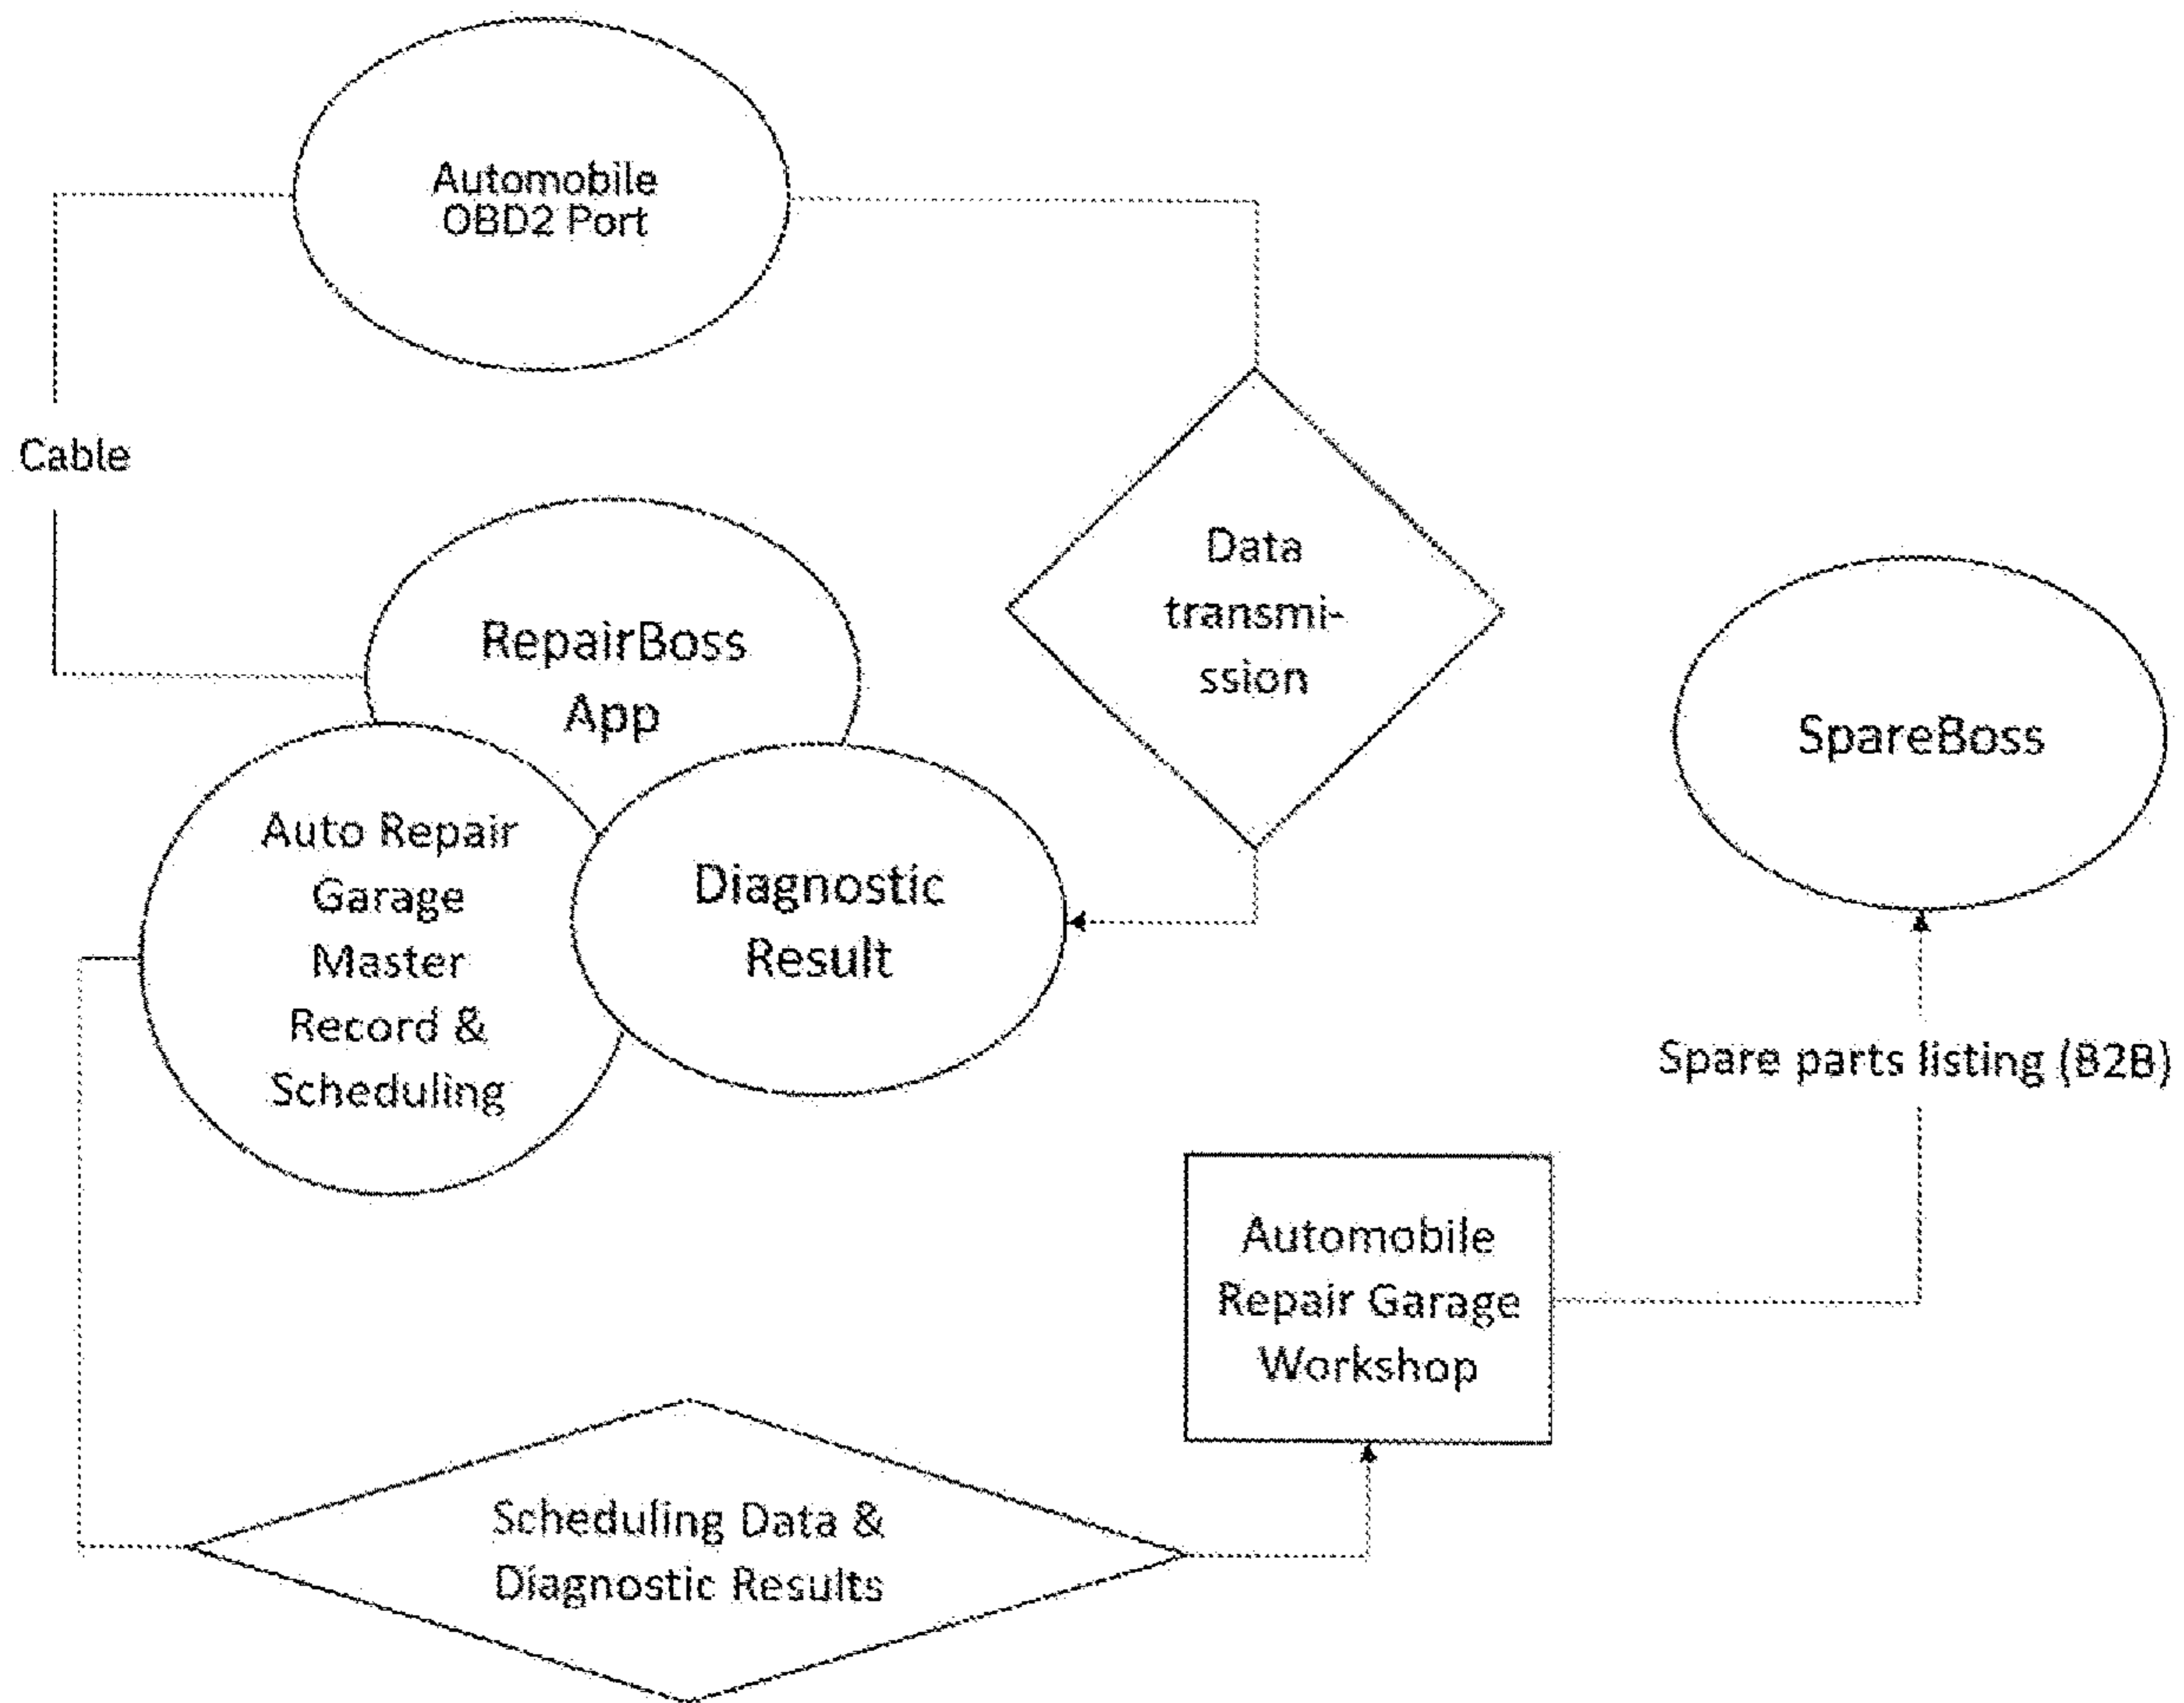 Automobile
OBD2 Port
Cable
RepairBoss
App
Data
transmi-
ssion
SpareBoss
Auto Repair
Garage
Master
Record &
Scheduling
Diagnostic
Result
Spare parts listing (B2B)
Automobile
Repair Garage
Workshop
Scheduling Data &
Diagnostic Results